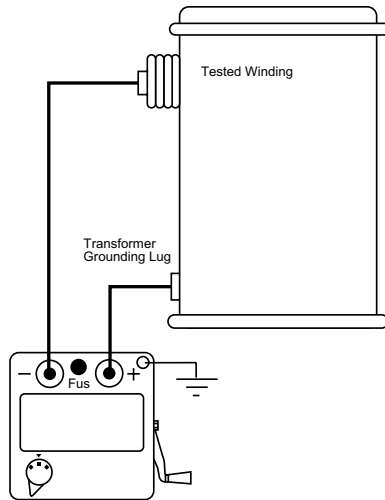 Tested Winding
Transformer
Grounding Lug
− +
Fus